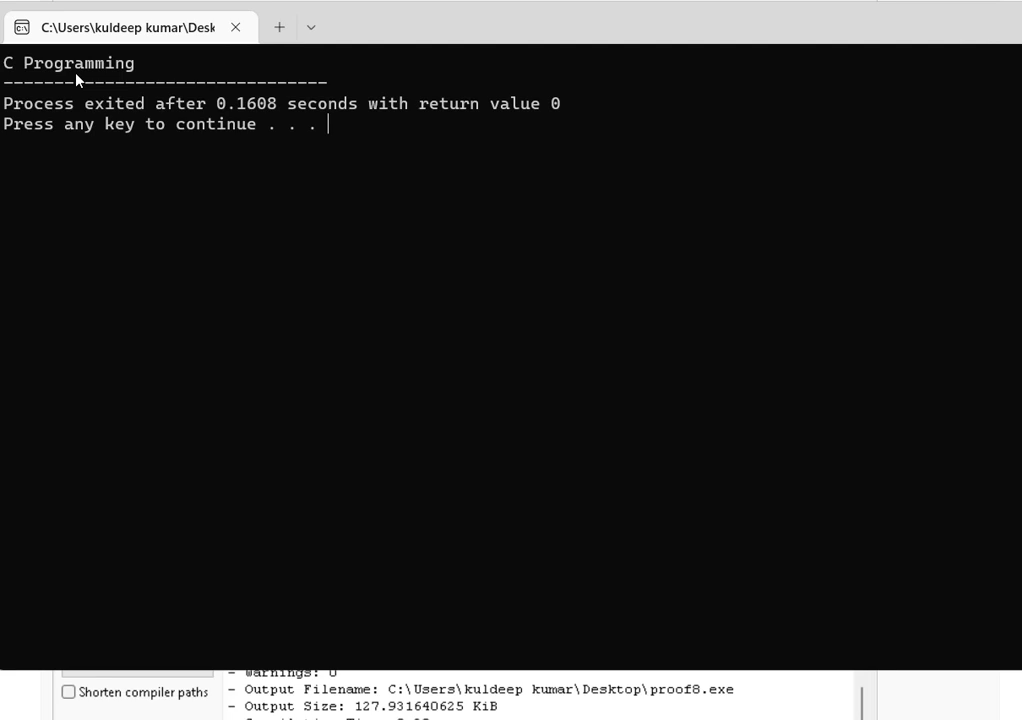 C:\Users\kuldeep kumar\Desk
C Programming
--------------------------------
Process exited after 0.1608 seconds with return value 0
Press any key to continue . . .
- Warnings: 0
Shorten compiler paths
- Output Filename: C:\Users\kuldeep kumar\Desktop\proof8.exe
- Output Size: 127.931640625 KiB